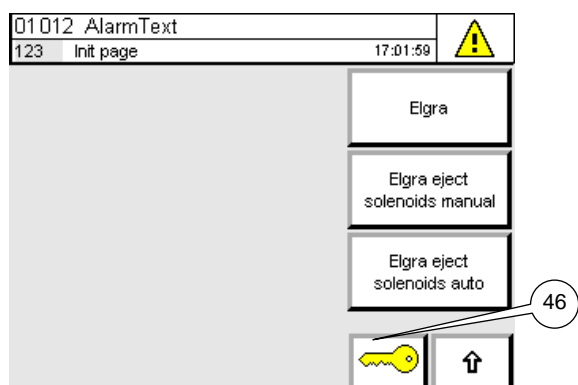 01012 AlarmText
123 Init page 17:01:59
Elgra
Elgra eject
solenoids manual
Elgra eject
solenoids auto
46